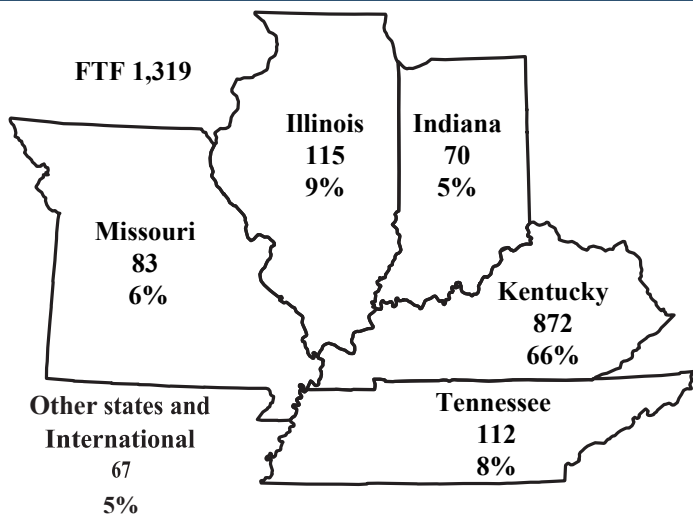 FTF 1,319
Illinois
115
9%
Indiana
70
5%
Missouri
83
6%
Kentucky
872
66%
Other states and
International
67
5%
Tennessee
112
8%